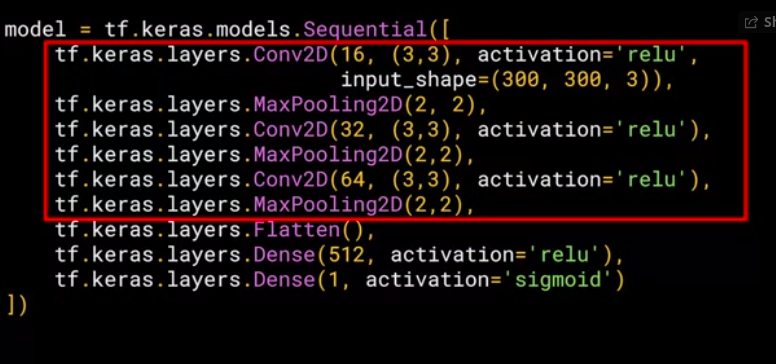 Sh
model = tf.keras.models.Sequential([
    tf.keras.layers.Conv2D(16, (3,3), activation='relu',
                           input_shape=(300, 300, 3)),
    tf.keras.layers.MaxPooling2D(2, 2),
    tf.keras.layers.Conv2D(32, (3,3), activation='relu'),
    tf.keras.layers.MaxPooling2D(2,2),
    tf.keras.layers.Conv2D(64, (3,3), activation='relu'),
    tf.keras.layers.MaxPooling2D(2,2),
    tf.keras.layers.Flatten(),
    tf.keras.layers.Dense(512, activation='relu'),
    tf.keras.layers.Dense(1, activation='sigmoid')
])